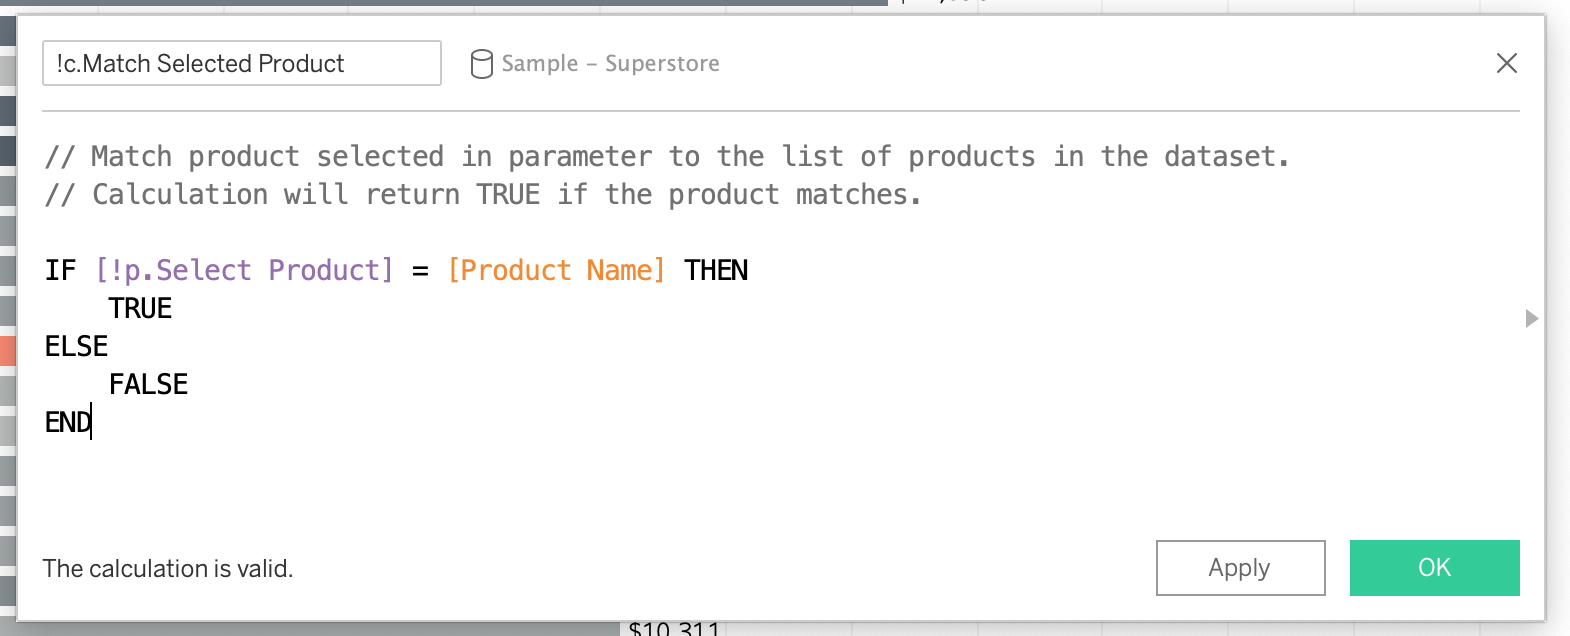 !c.Match Selected Product
Sample – Superstore
// Match product selected in parameter to the list of products in the dataset.
// Calculation will return TRUE if the product matches.
IF [!p.Select Product] = [Product Name] THEN
TRUE
ELSE
FALSE
END
The calculation is valid.
Apply
OK
$10,311